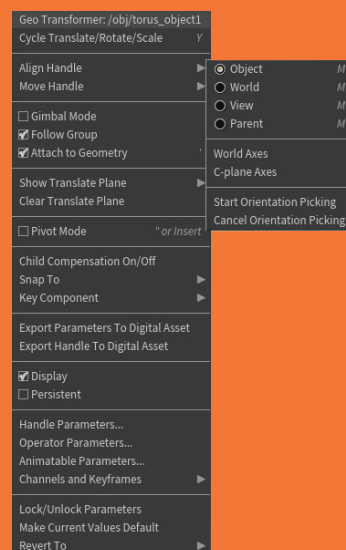 Geo Transformer: /obj/torus_object1
Cycle Translate/Rotate/Scale Y
Align Handle
Move Handle
Gimbal Mode
Follow Group
Attach to Geometry '
Show Translate Plane
Clear Translate Plane
Pivot Mode " or Insert
Child Compensation On/Off
Snap To
Key Component
Export Parameters To Digital Asset
Export Handle To Digital Asset
Display
Persistent
Handle Parameters...
Operator Parameters...
Animatable Parameters...
Channels and Keyframes
Lock/Unlock Parameters
Make Current Values Default
Revert To
Object M
World M
View M
Parent M
World Axes
C-plane Axes
Start Orientation Picking
Cancel Orientation Picking